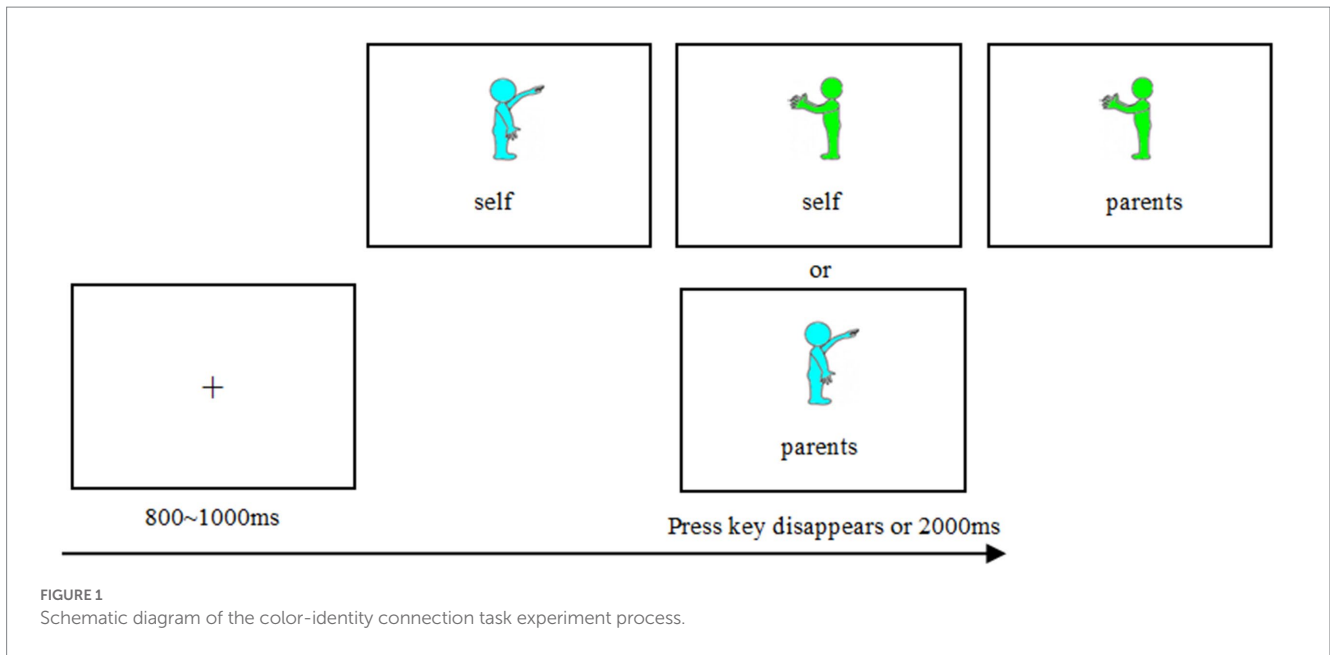 self
self
parents
or
+
parents
800~1000ms
Press key disappears or 2000ms
FIGURE 1
Schematic diagram of the color-identity connection task experiment process.